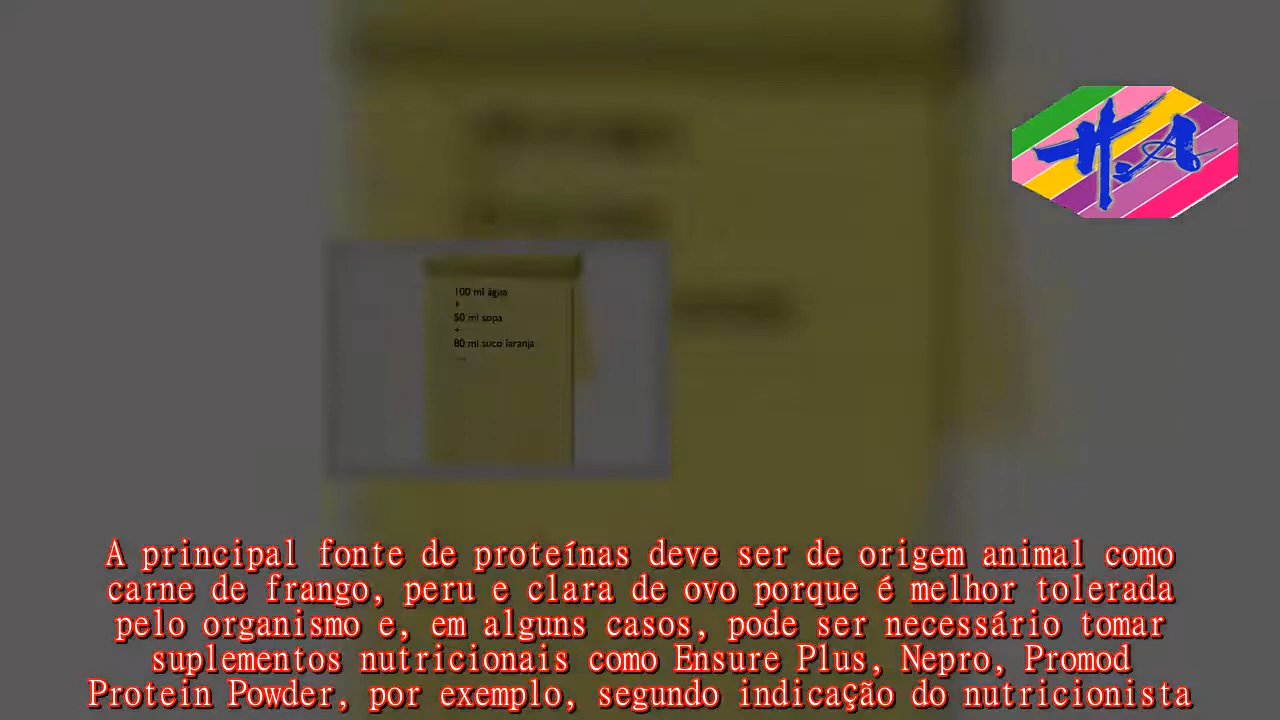 H.A
100 ml água
+
50 ml sopa
+
80 ml suco laranja
...
A principal fonte de proteínas deve ser de origem animal como
carne de frango, peru e clara de ovo porque é melhor tolerada
pelo organismo e, em alguns casos, pode ser necessário tomar
suplementos nutricionais como Ensure Plus, Nepro, Promod
Protein Powder, por exemplo, segundo indicação do nutricionista